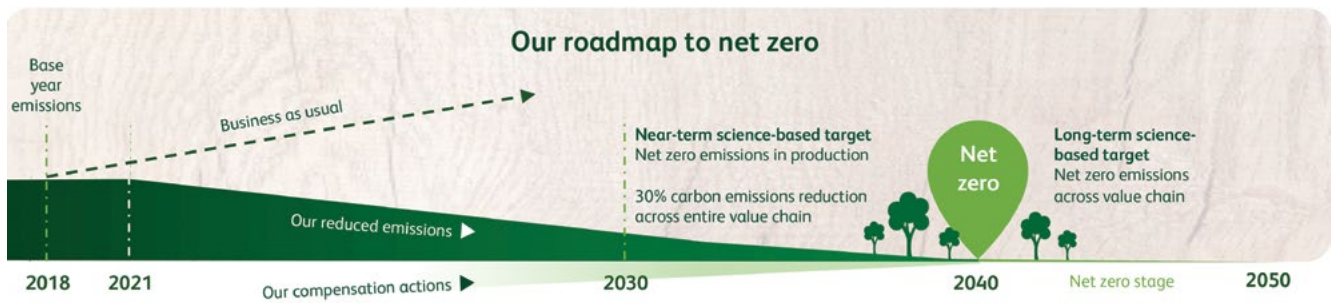 Our roadmap to net zero
Base
year
emissions
Business as usual
Near-term science-based target
Net zero emissions in production
30% carbon emissions reduction
across entire value chain
Net
zero
Long-term science-
based target
Net zero emissions
across value chain
Our reduced emissions
2018
2021
Our compensation actions
2030
2040
Net zero stage
2050